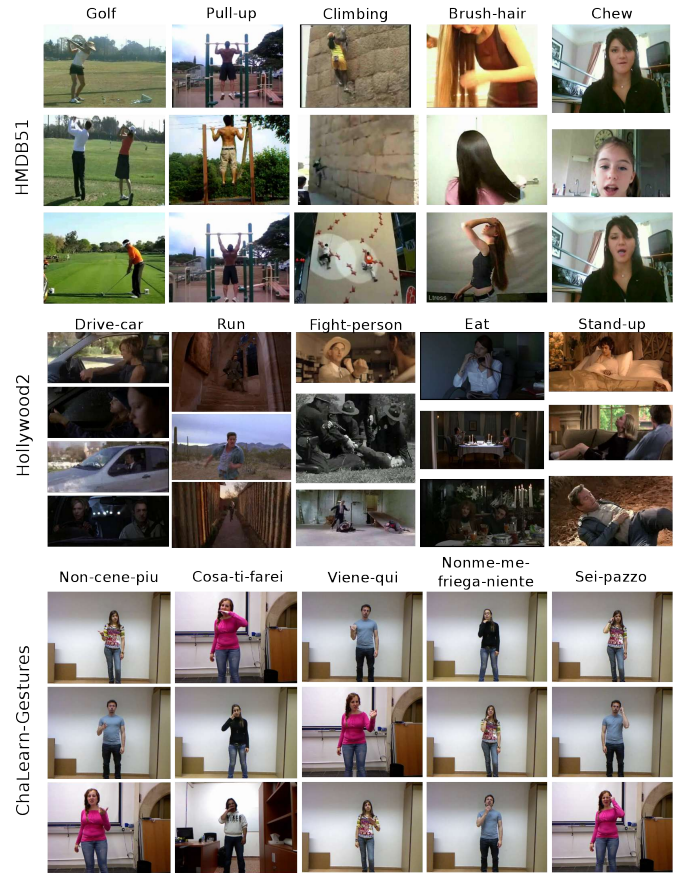 Golf
Pull-up
Climbing
Brush-hair
Chew
HMDB51
Drive-car
Run
Fight-person
Eat
Stand-up
Hollywood2
Non-cene-piu
Cosa-ti-farei
Viene-qui
Nonme-me-
friega-niente
Sei-pazzo
ChaLearn-Gestures